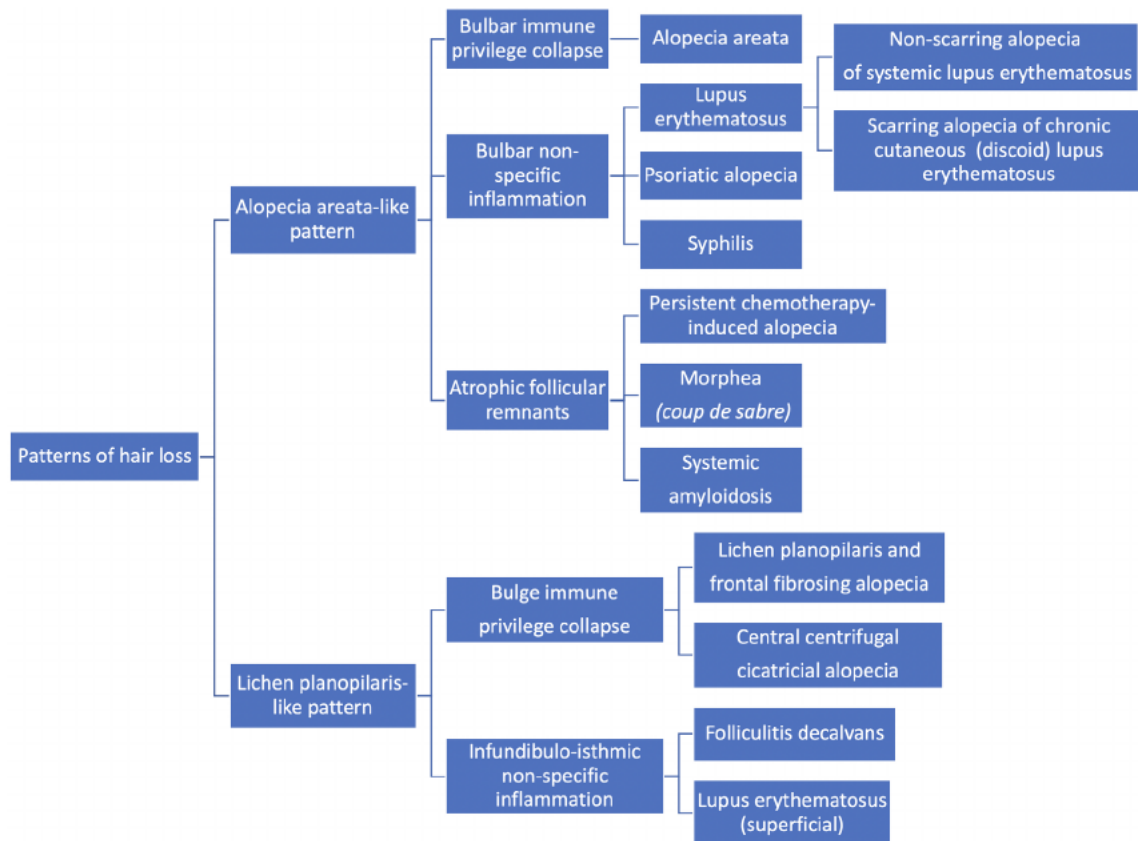 Patterns of hair loss
Alopecia areata-like
pattern
Bulbar immune
privilege collapse
Alopecia areata
Bulbar non-
specific
inflammation
Lupus
erythematosus
Non-scarring alopecia
of systemic lupus erythematosus
Scarring alopecia of chronic
cutaneous (discoid) lupus
erythematosus
Psoriatic alopecia
Syphilis
Atrophic follicular
remnants
Persistent chemotherapy-
induced alopecia
Morphea
(coup de sabre)
Systemic
amyloidosis
Lichen planopilaris-
like pattern
Bulge immune
privilege collapse
Lichen planopilaris and
frontal fibrosing alopecia
Central centrifugal
cicatricial alopecia
Infundibulo-isthmic
non-specific
inflammation
Folliculitis decalvans
Lupus erythematosus
(superficial)